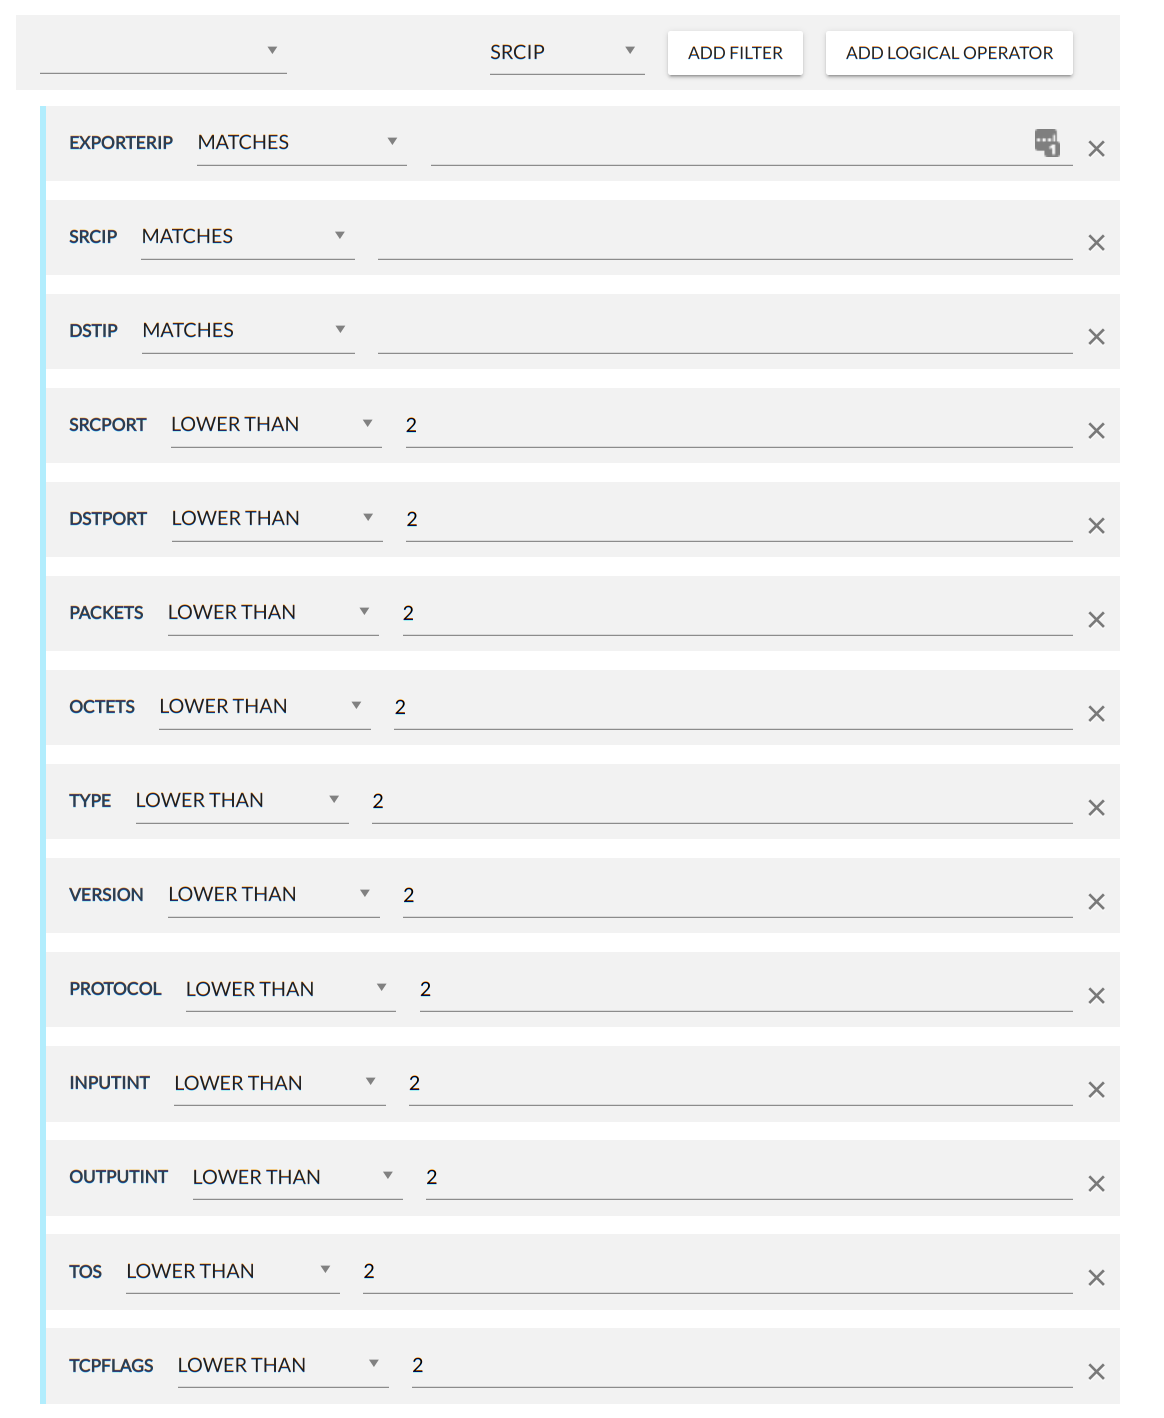 SRCIP ADD FILTER ADD LOGICAL OPERATOR
EXPORTERIP MATCHES 1
SRCIP MATCHES
DSTIP MATCHES
SRCPORT LOWER THAN 2
DSTPORT LOWER THAN 2
PACKETS LOWER THAN 2
OCTETS LOWER THAN 2
TYPE LOWER THAN 2
VERSION LOWER THAN 2
PROTOCOL LOWER THAN 2
INPUTINT LOWER THAN 2
OUTPUTINT LOWER THAN 2
TOS LOWER THAN 2
TCPFLAGS LOWER THAN 2